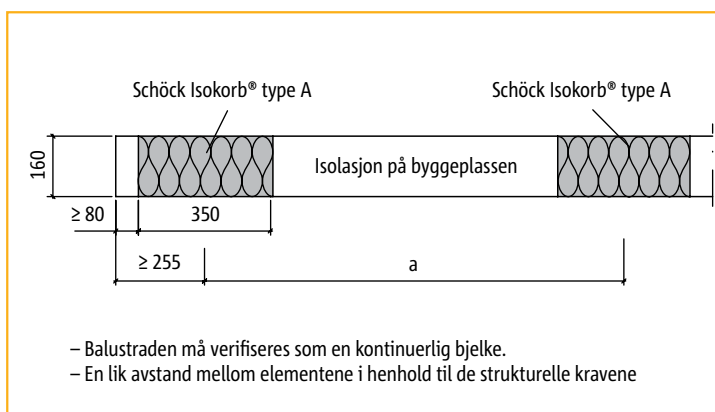 Schöck Isokorb® type A
Schöck Isokorb® type A
160
Isolasjon på byggeplassen
≥ 80
350
≥ 255
a
– Balustraden må verifiseres som en kontinuerlig bjelke.
– En lik avstand mellom elementene i henhold til de strukturelle kravene